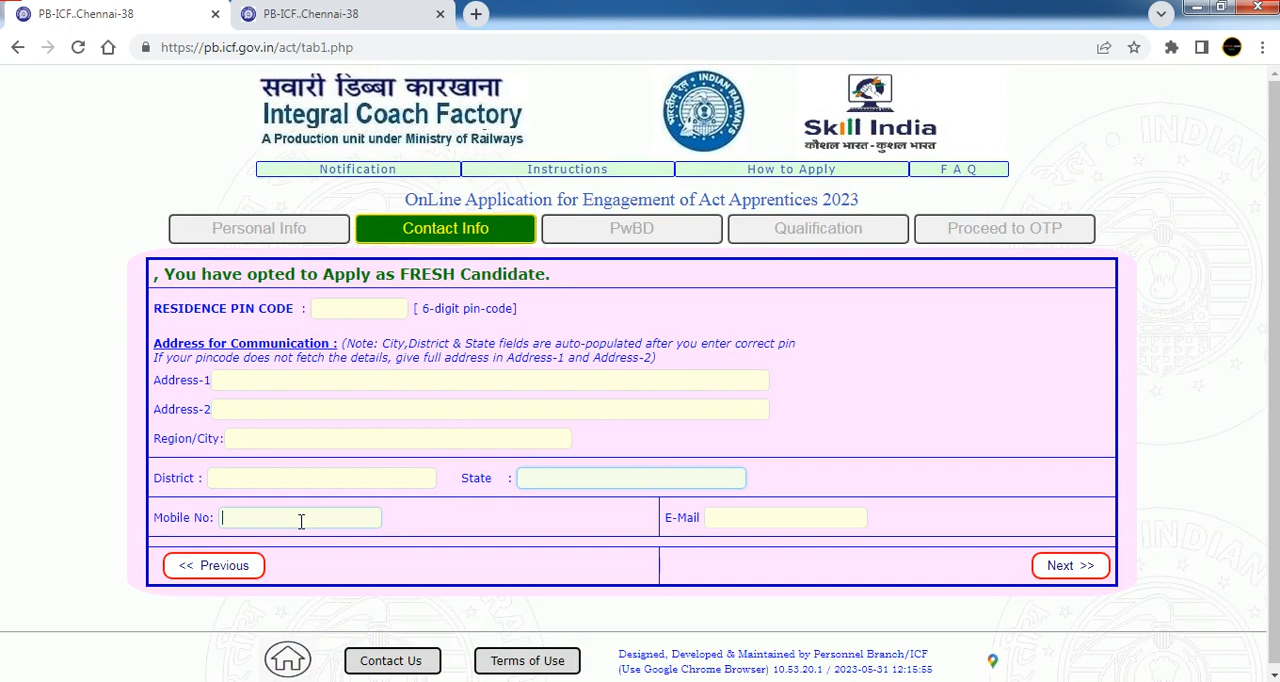 PB-ICF..Chennai-38
PB-ICF..Chennai-38
https://pb.icf.gov.in/act/tab1.php
सवारी डिब्बा कारखाना
Integral Coach Factory
A Production unit under Ministry of Railways
Skill India
कौशल भारत - कुशल भारत
Notification
Instructions
How to Apply
F A Q
OnLine Application for Engagement of Act Apprentices 2023
Personal Info
Contact Info
PwBD
Qualification
Proceed to OTP
, You have opted to Apply as FRESH Candidate.
RESIDENCE PIN CODE : [ 6-digit pin-code]
Address for Communication : (Note: City,District & State fields are auto-populated after you enter correct pin
If your pincode does not fetch the details, give full address in Address-1 and Address-2)
Address-1
Address-2
Region/City:
District : State :
Mobile No: E-Mail
<< Previous Next >>
Contact Us
Terms of Use
Designed, Developed & Maintained by Personnel Branch/ICF
(Use Google Chrome Browser) 10.53.20.1 / 2023-05-31 12:15:55
INDIAN
INDIAN